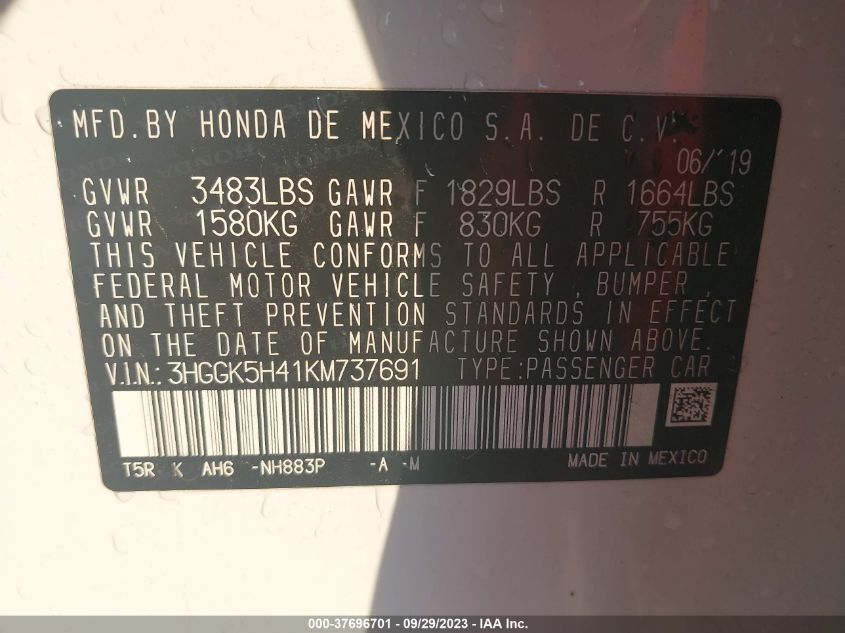 MFD. BY HONDA DE MEXICO S.A. DE C.V.
06/'19
GVWR 3483LBS GAWR F 1829LBS R 1664LBS
GVWR 1580KG GAWR F 830KG R 755KG
THIS VEHICLE CONFORMS TO ALL APPLICABLE
FEDERAL MOTOR VEHICLE SAFETY , BUMPER ,
AND THEFT PREVENTION STANDARDS IN EFFECT
ON THE DATE OF MANUFACTURE SHOWN ABOVE.
V.I.N.: 3HGGK5H41KM737691 TYPE:PASSENGER CAR
T5R K AH6 -NH883P -A -M MADE IN MEXICO
000-37696701 - 09/29/2023 - IAA Inc.